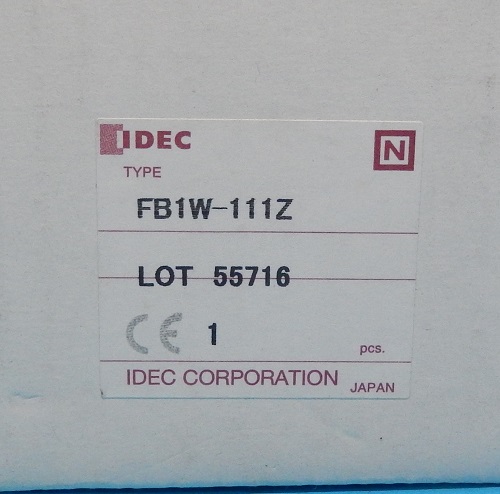 IDEC N
TYPE
FB1W-111Z
LOT 55716
CE 1 pcs.
IDEC CORPORATION JAPAN